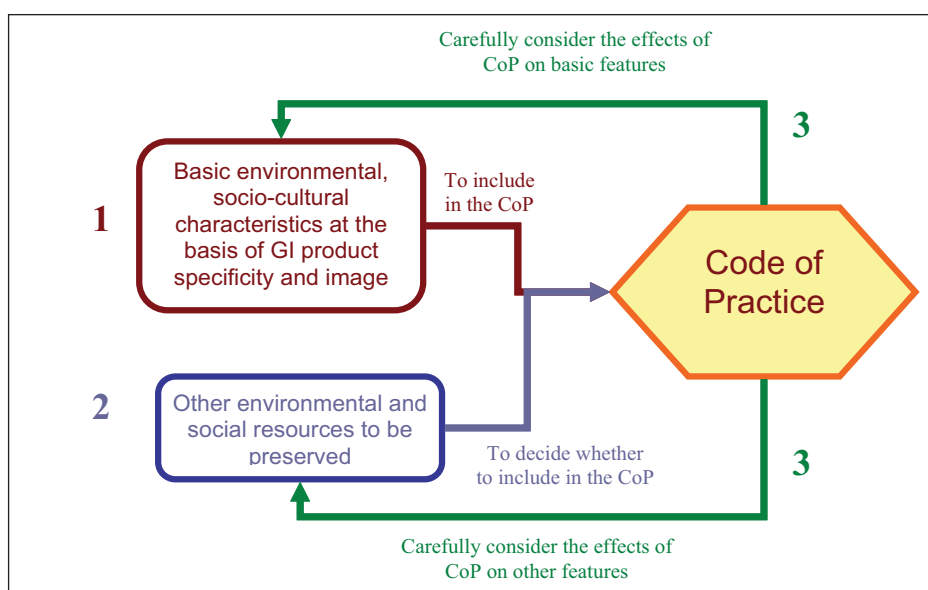 Carefully consider the effects of
CoP on basic features
3
1
Basic environmental,
socio-cultural
characteristics at the
basis of GI product
specificity and image
To include
in the CoP
Code of
Practice
2
Other environmental and
social resources to be
preserved
To decide whether
to include in the CoP
3
Carefully consider the effects of
CoP on other features